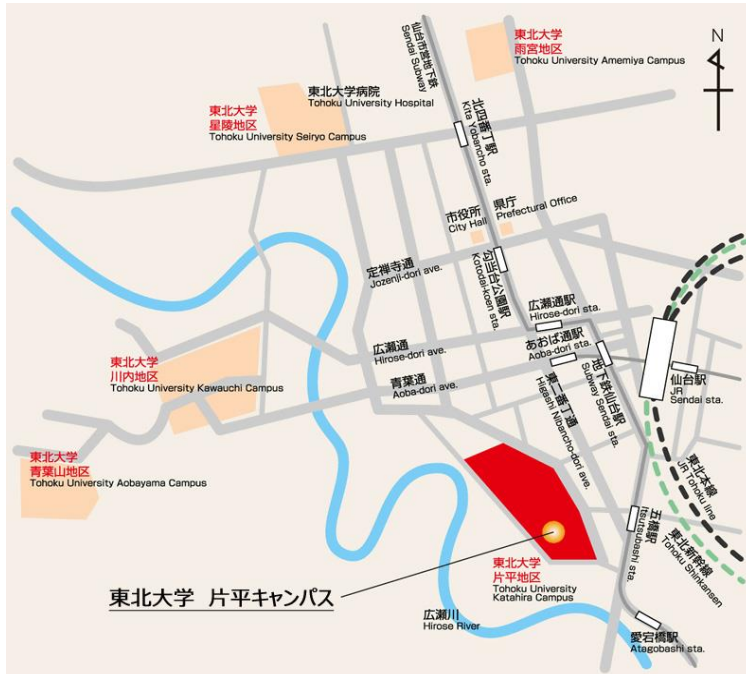 仙台市営地下鉄
Sendai Subway
東北大学
雨宮地区
Tohoku University Amemiya Campus
N
東北大学病院
Tohoku University Hospital
東北大学
星陵地区
Tohoku University Seiryo Campus
北四番丁駅
Kita Yobancho sta.
市役所
City Hall
県庁
Prefectural Office
定禅寺通
Jozenji-dori ave.
勾当台公園駅
Kotodai-koen sta.
広瀬通駅
Hirose-dori sta.
広瀬通
Hirose-dori ave.
あおば通駅
Aoba-dori sta.
東北大学
川内地区
Tohoku University Kawauchi Campus
青葉通
Aoba-dori ave.
東二番丁通
Higashi Nibancho-dori ave.
地下鉄仙台駅
Subway Sendai sta.
仙台駅
JR
Sendai sta.
東北大学
青葉山地区
Tohoku University Aobayama Campus
東北本線
JR Tohoku line
東北新幹線
Tohoku Shinkansen
五橋駅
Itsutsubashi sta.
東北大学
片平地区
Tohoku University
Katahira Campus
東北大学 片平キャンパス
広瀬川
Hirose River
愛宕橋駅
Atagobashi sta.